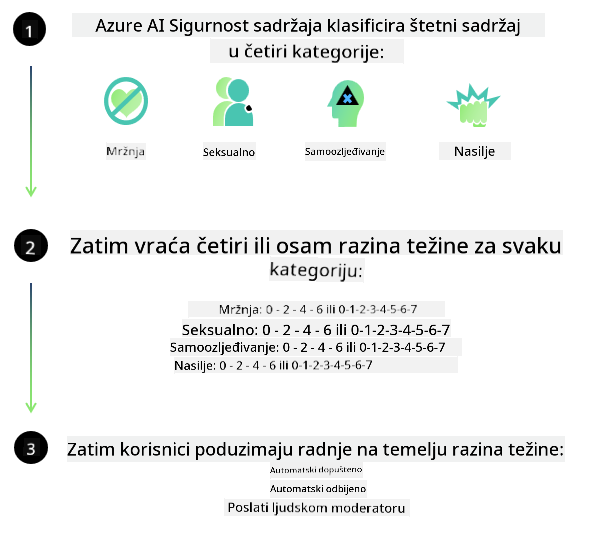 1
Azure AI Sigurnost sadržaja klasificira štetni sadržaj
u četiri kategorije:
Mržnja
Seksualno
Samoozljeđivanje
Nasilje
2
Zatim vraća četiri ili osam razina težine za svaku
kategoriju:
Mržnja: 0 - 2 - 4 - 6 ili 0-1-2-3-4-5-6-7
Seksualno: 0 - 2 - 4 - 6 ili 0-1-2-3-4-5-6-7
Samoozljeđivanje: 0 - 2 - 4 - 6 ili 0-1-2-3-4-5-6-7
Nasilje: 0 - 2 - 4 - 6 ili 0-1-2-3-4-5-6-7
3
Zatim korisnici poduzimaju radnje na temelju razina težine:
Automatski dopušteno
Automatski odbijeno
Poslati ljudskom moderatoru